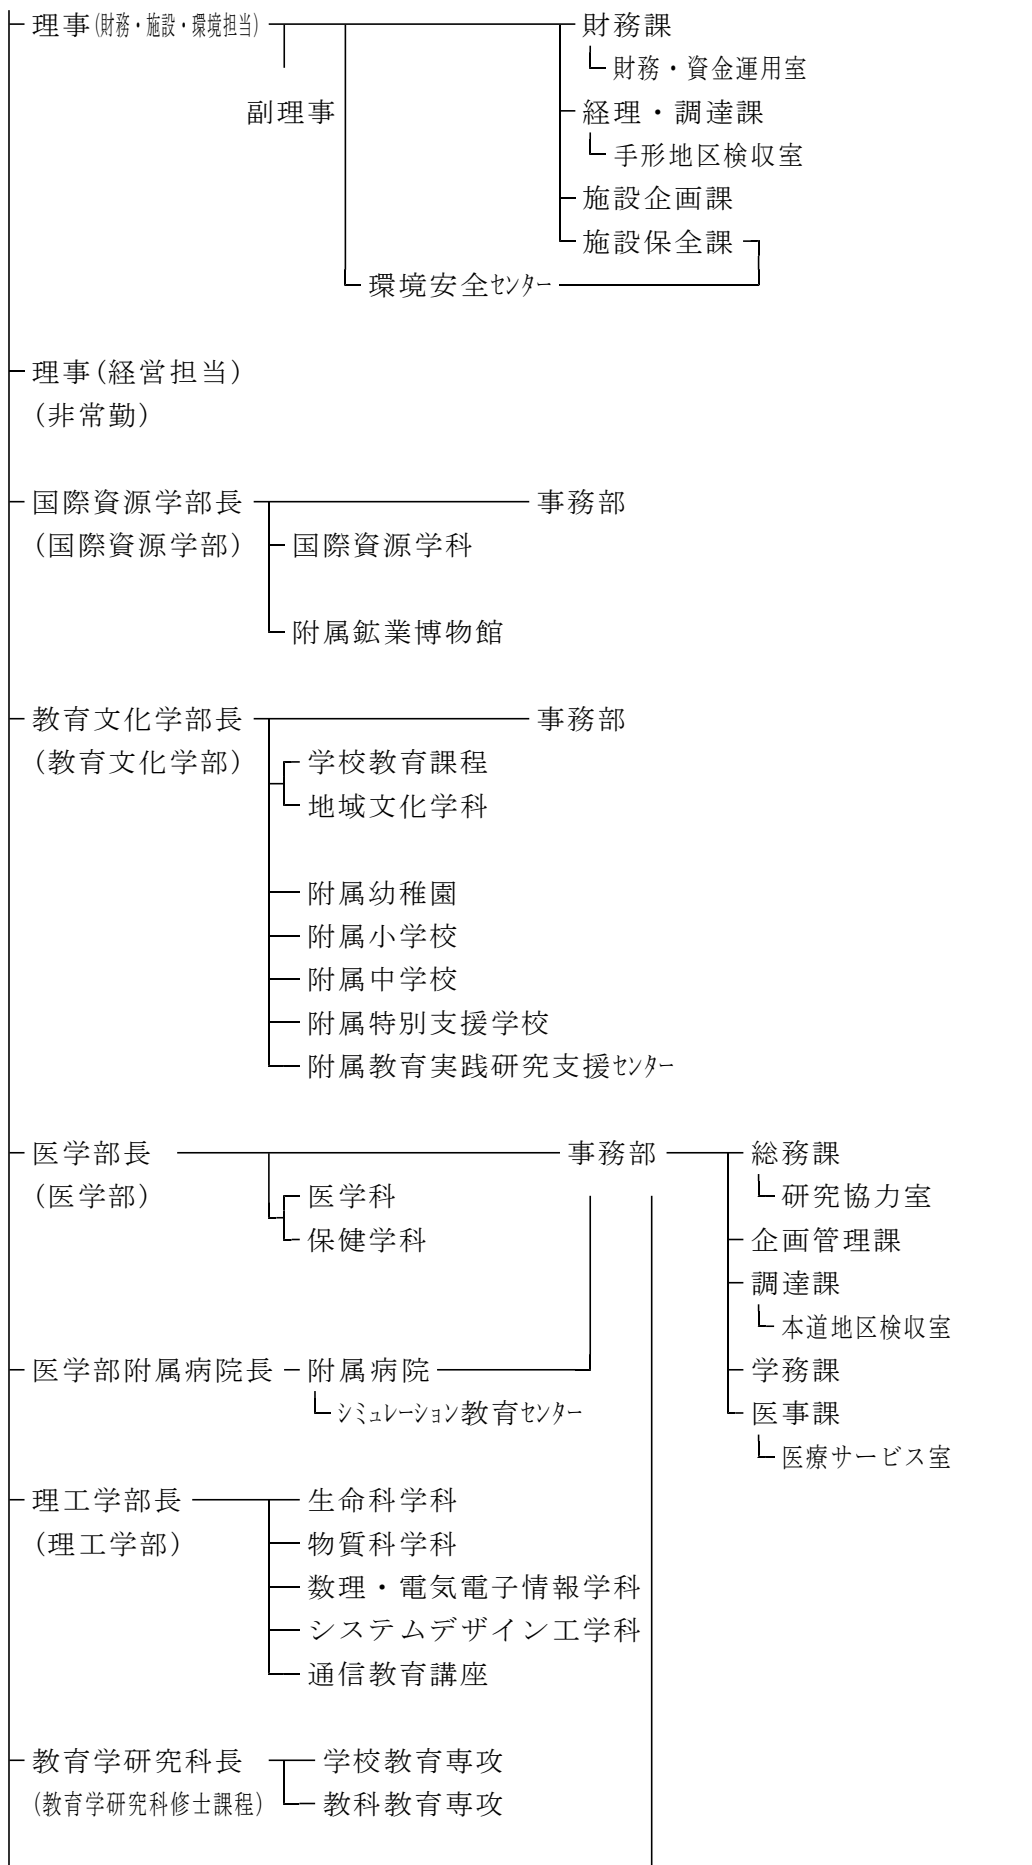 理事(財務・施設・環境担当) 財務課
財務・資金運用室
副理事 経理・調達課
手形地区検収室
施設企画課
施設保全課
環境安全ｾﾝﾀｰ
理事(経営担当)
(非常勤)
国際資源学部長 事務部
(国際資源学部) 国際資源学科
附属鉱業博物館
教育文化学部長 事務部
(教育文化学部) 学校教育課程
地域文化学科
附属幼稚園
附属小学校
附属中学校
附属特別支援学校
附属教育実践研究支援ｾﾝﾀｰ
医学部長 事務部 総務課
(医学部) 医学科 研究協力室
保健学科 企画管理課
調達課
本道地区検収室
医学部附属病院長 附属病院 学務課
ｼﾐｭﾚｰｼｮﾝ教育ｾﾝﾀｰ 医事課
医療サービス室
理工学部長 生命科学科
(理工学部) 物質科学科
数理・電気電子情報学科
システムデザイン工学科
通信教育講座
教育学研究科長 学校教育専攻
(教育学研究科修士課程) 教科教育専攻